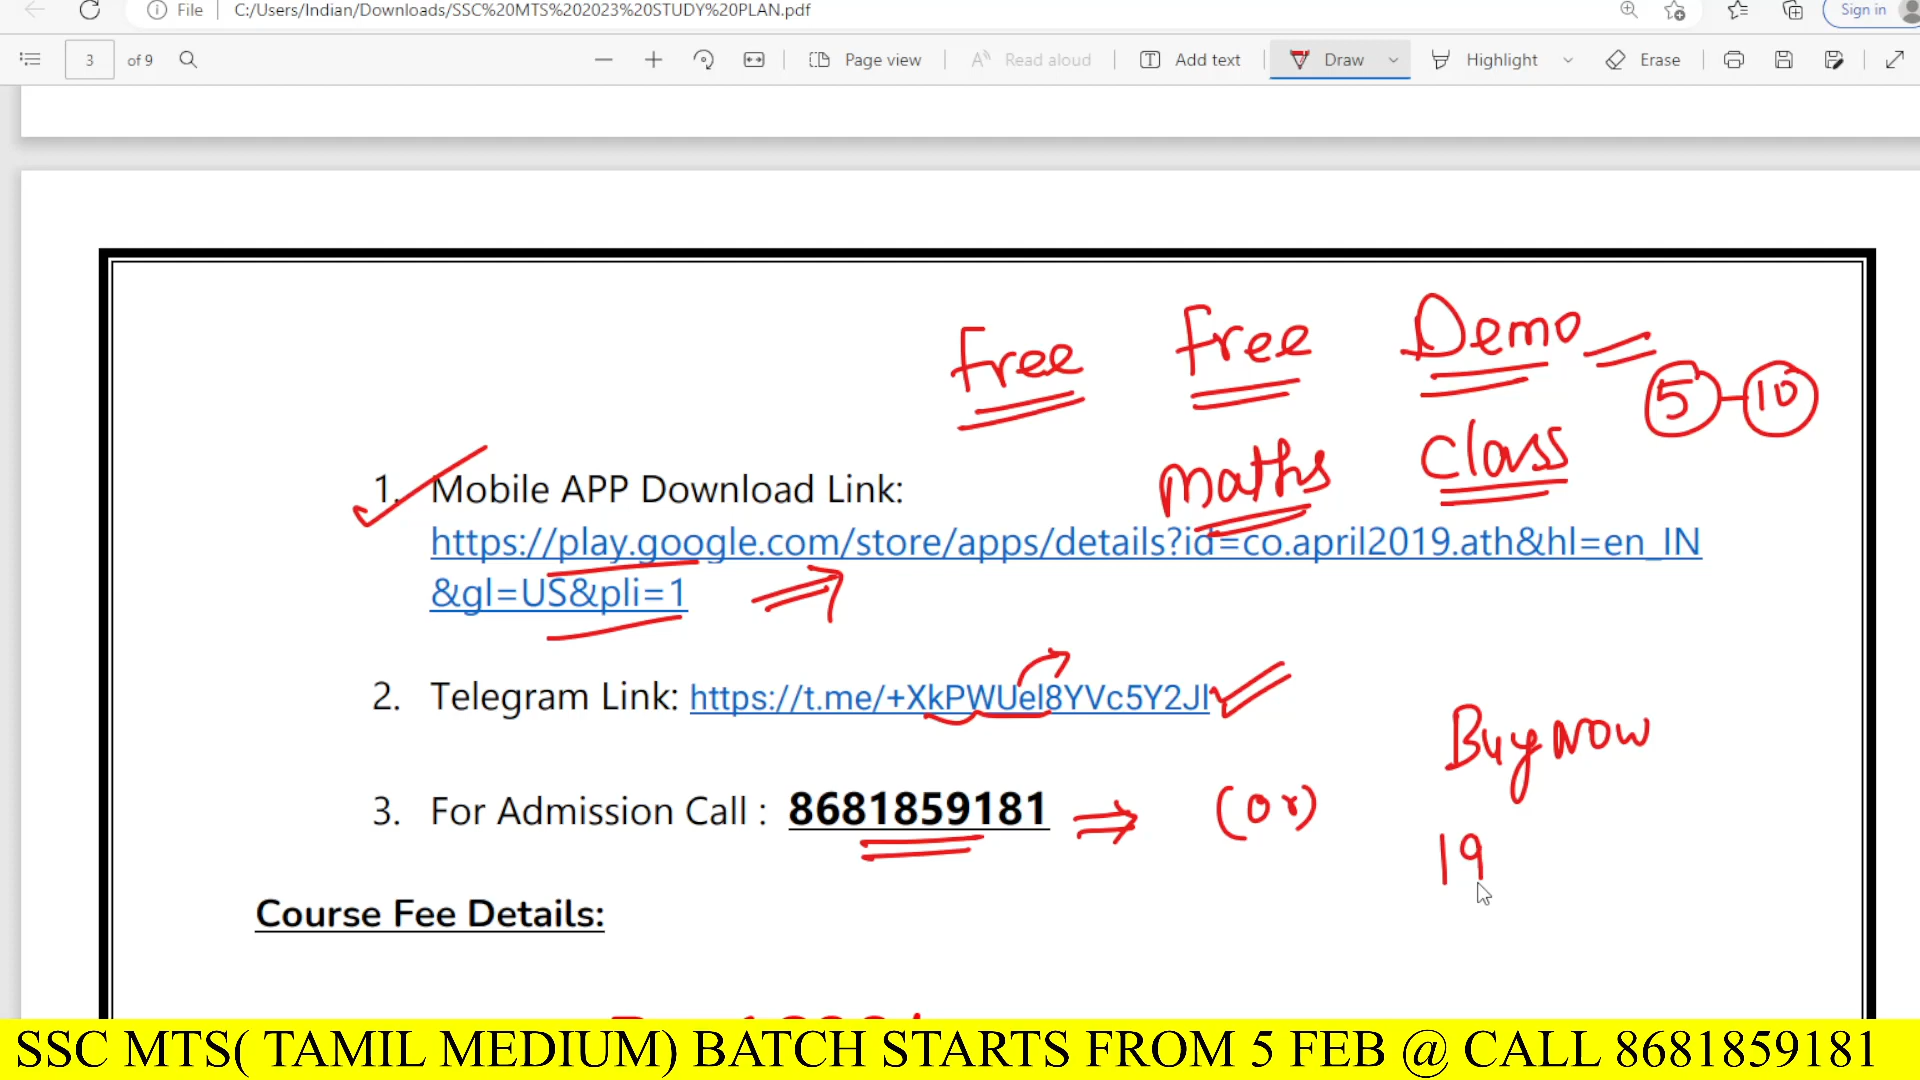 File C:/Users/Indian/Downloads/SSC%20MTS%202023%20STUDY%20PLAN.pdf Sign in
3 of 9 Page view Read aloud Add text Draw Highlight Erase
Free Free Demo
5 - 10
maths class
1. Mobile APP Download Link:
https://play.google.com/store/apps/details?id=co.april2019.ath&hl=en_IN
&gl=US&pli=1
2. Telegram Link: https://t.me/+XkPWUel8YVc5Y2Jl
Buy NOW
3. For Admission Call : 8681859181 (or)
19
Course Fee Details:
SSC MTS( TAMIL MEDIUM) BATCH STARTS FROM 5 FEB @ CALL 8681859181